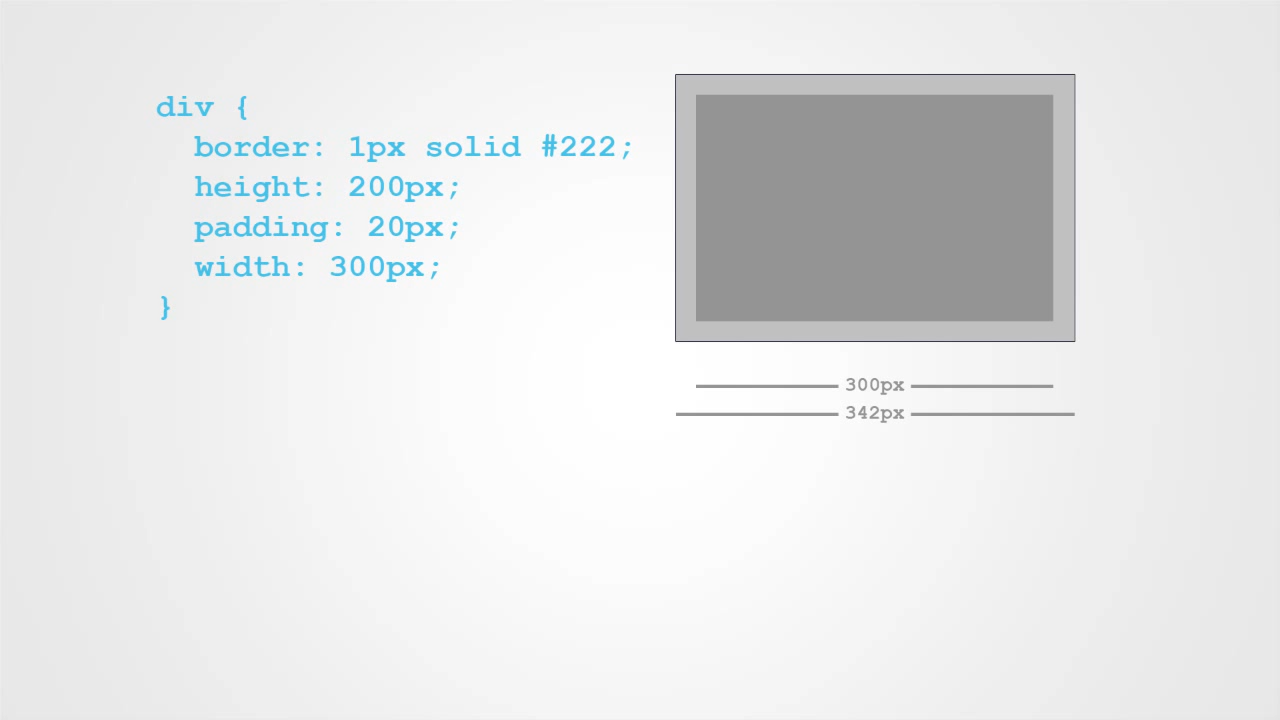 div {
  border: 1px solid #222;
  height: 200px;
  padding: 20px;
  width: 300px;
}
300px
342px